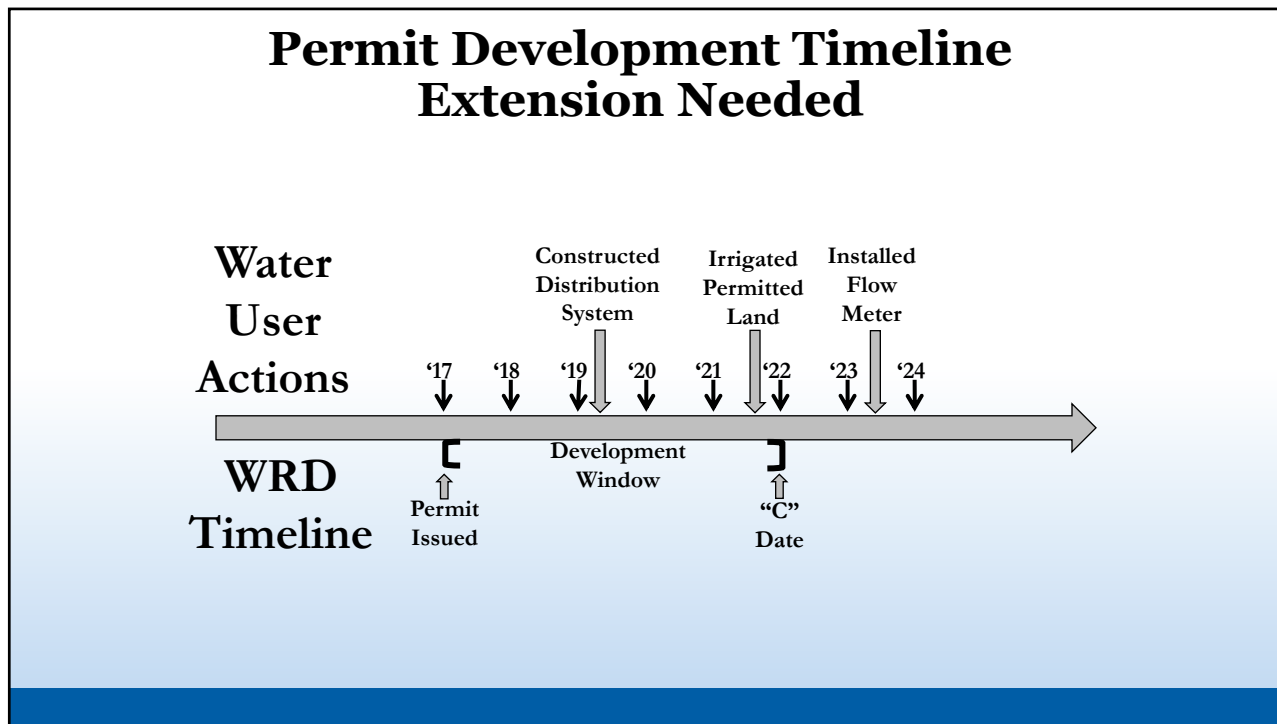 Permit Development Timeline
Extension Needed
Water
User
Actions
Constructed
Distribution
System
Irrigated
Permitted
Land
Installed
Flow
Meter
‘17 ‘18 ‘19 ‘20 ‘21 ‘22 ‘23 ‘24
WRD
Timeline
Permit
Issued
Development
Window
“C”
Date